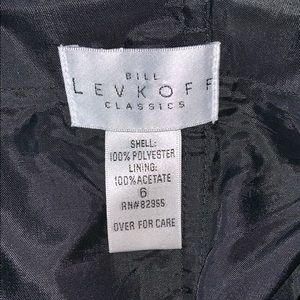 BILL
LEVKOFF
CLASSICS
SHELL:
100% POLYESTER
LINING:
100% ACETATE
6
RN#82955
OVER FOR CARE